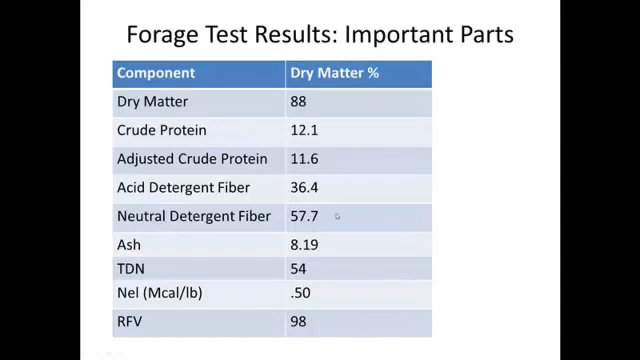 Forage Test Results: Important Parts
Component Dry Matter %
Dry Matter 88
Crude Protein 12.1
Adjusted Crude Protein 11.6
Acid Detergent Fiber 36.4
Neutral Detergent Fiber 57.7
Ash 8.19
TDN 54
Nel (Mcal/lb) .50
RFV 98